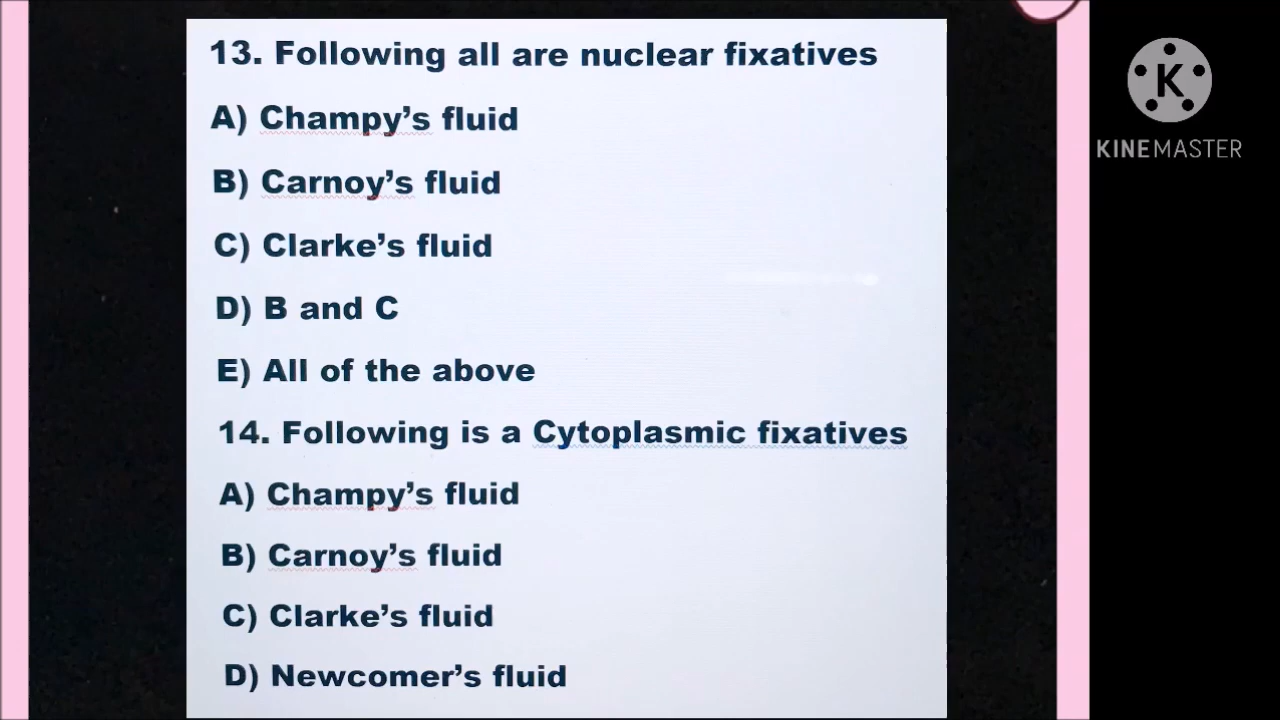 13. Following all are nuclear fixatives
A) Champy’s fluid
B) Carnoy’s fluid
C) Clarke’s fluid
D) B and C
E) All of the above
14. Following is a Cytoplasmic fixatives
A) Champy’s fluid
B) Carnoy’s fluid
C) Clarke’s fluid
D) Newcomer’s fluid
K
KINEMASTER